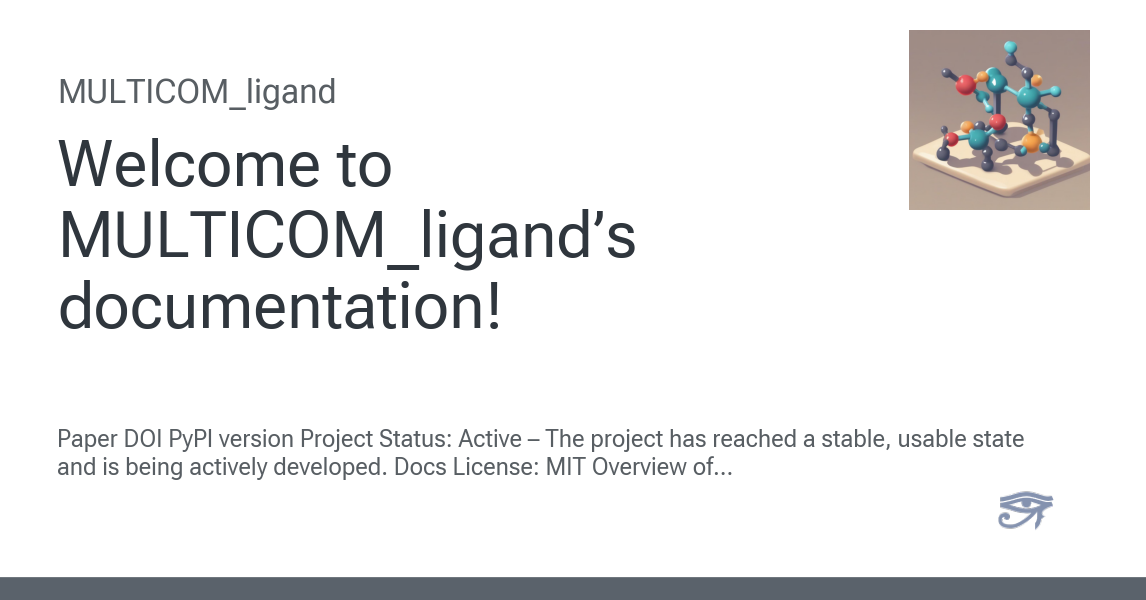 MULTICOM_ligand
Welcome to
MULTICOM_ligand’s
documentation!
Paper DOI PyPI version Project Status: Active – The project has reached a stable, usable state
and is being actively developed. Docs License: MIT Overview of...